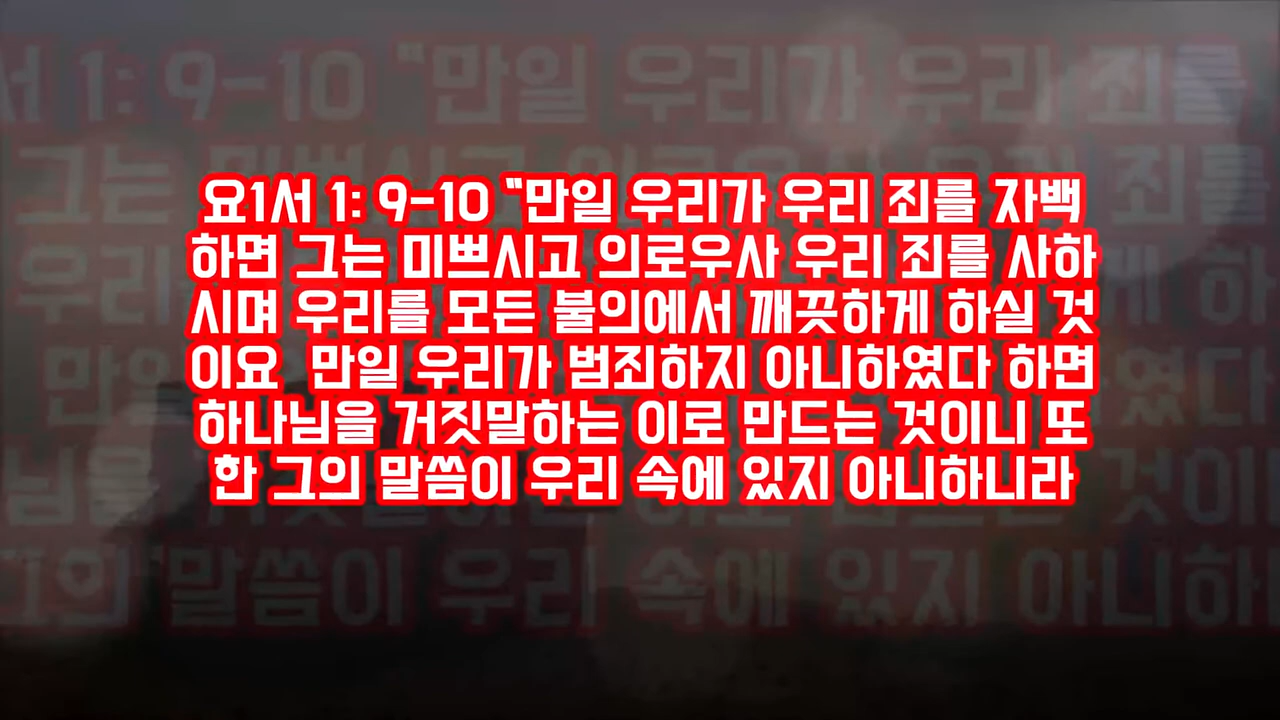 요1서 1: 9-10 "만일 우리가 우리 죄를 자백
하면 그는 미쁘시고 의로우사 우리 죄를 사하
시며 우리를 모든 불의에서 깨끗하게 하실 것
이요  만일 우리가 범죄하지 아니하였다 하면
하나님을 거짓말하는 이로 만드는 것이니 또
한 그의 말씀이 우리 속에 있지 아니하니라